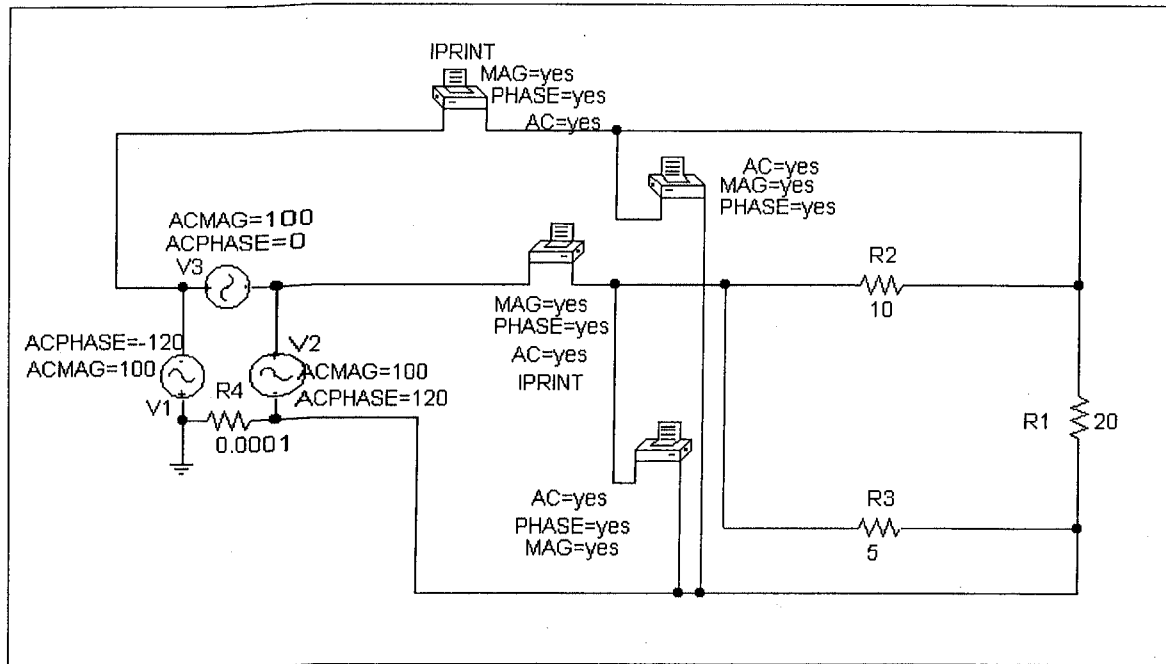 IPRINT
MAG=yes
PHASE=yes
AC=yes
AC=yes
MAG=yes
PHASE=yes
ACMAG=100
ACPHASE=0
V3
R2
10
MAG=yes
PHASE=yes
AC=yes
IPRINT
ACPHASE=-120
ACMAG=100
V1
V2
ACMAG=100
ACPHASE=120
R4
0.0001
R1
20
AC=yes
PHASE=yes
MAG=yes
R3
5